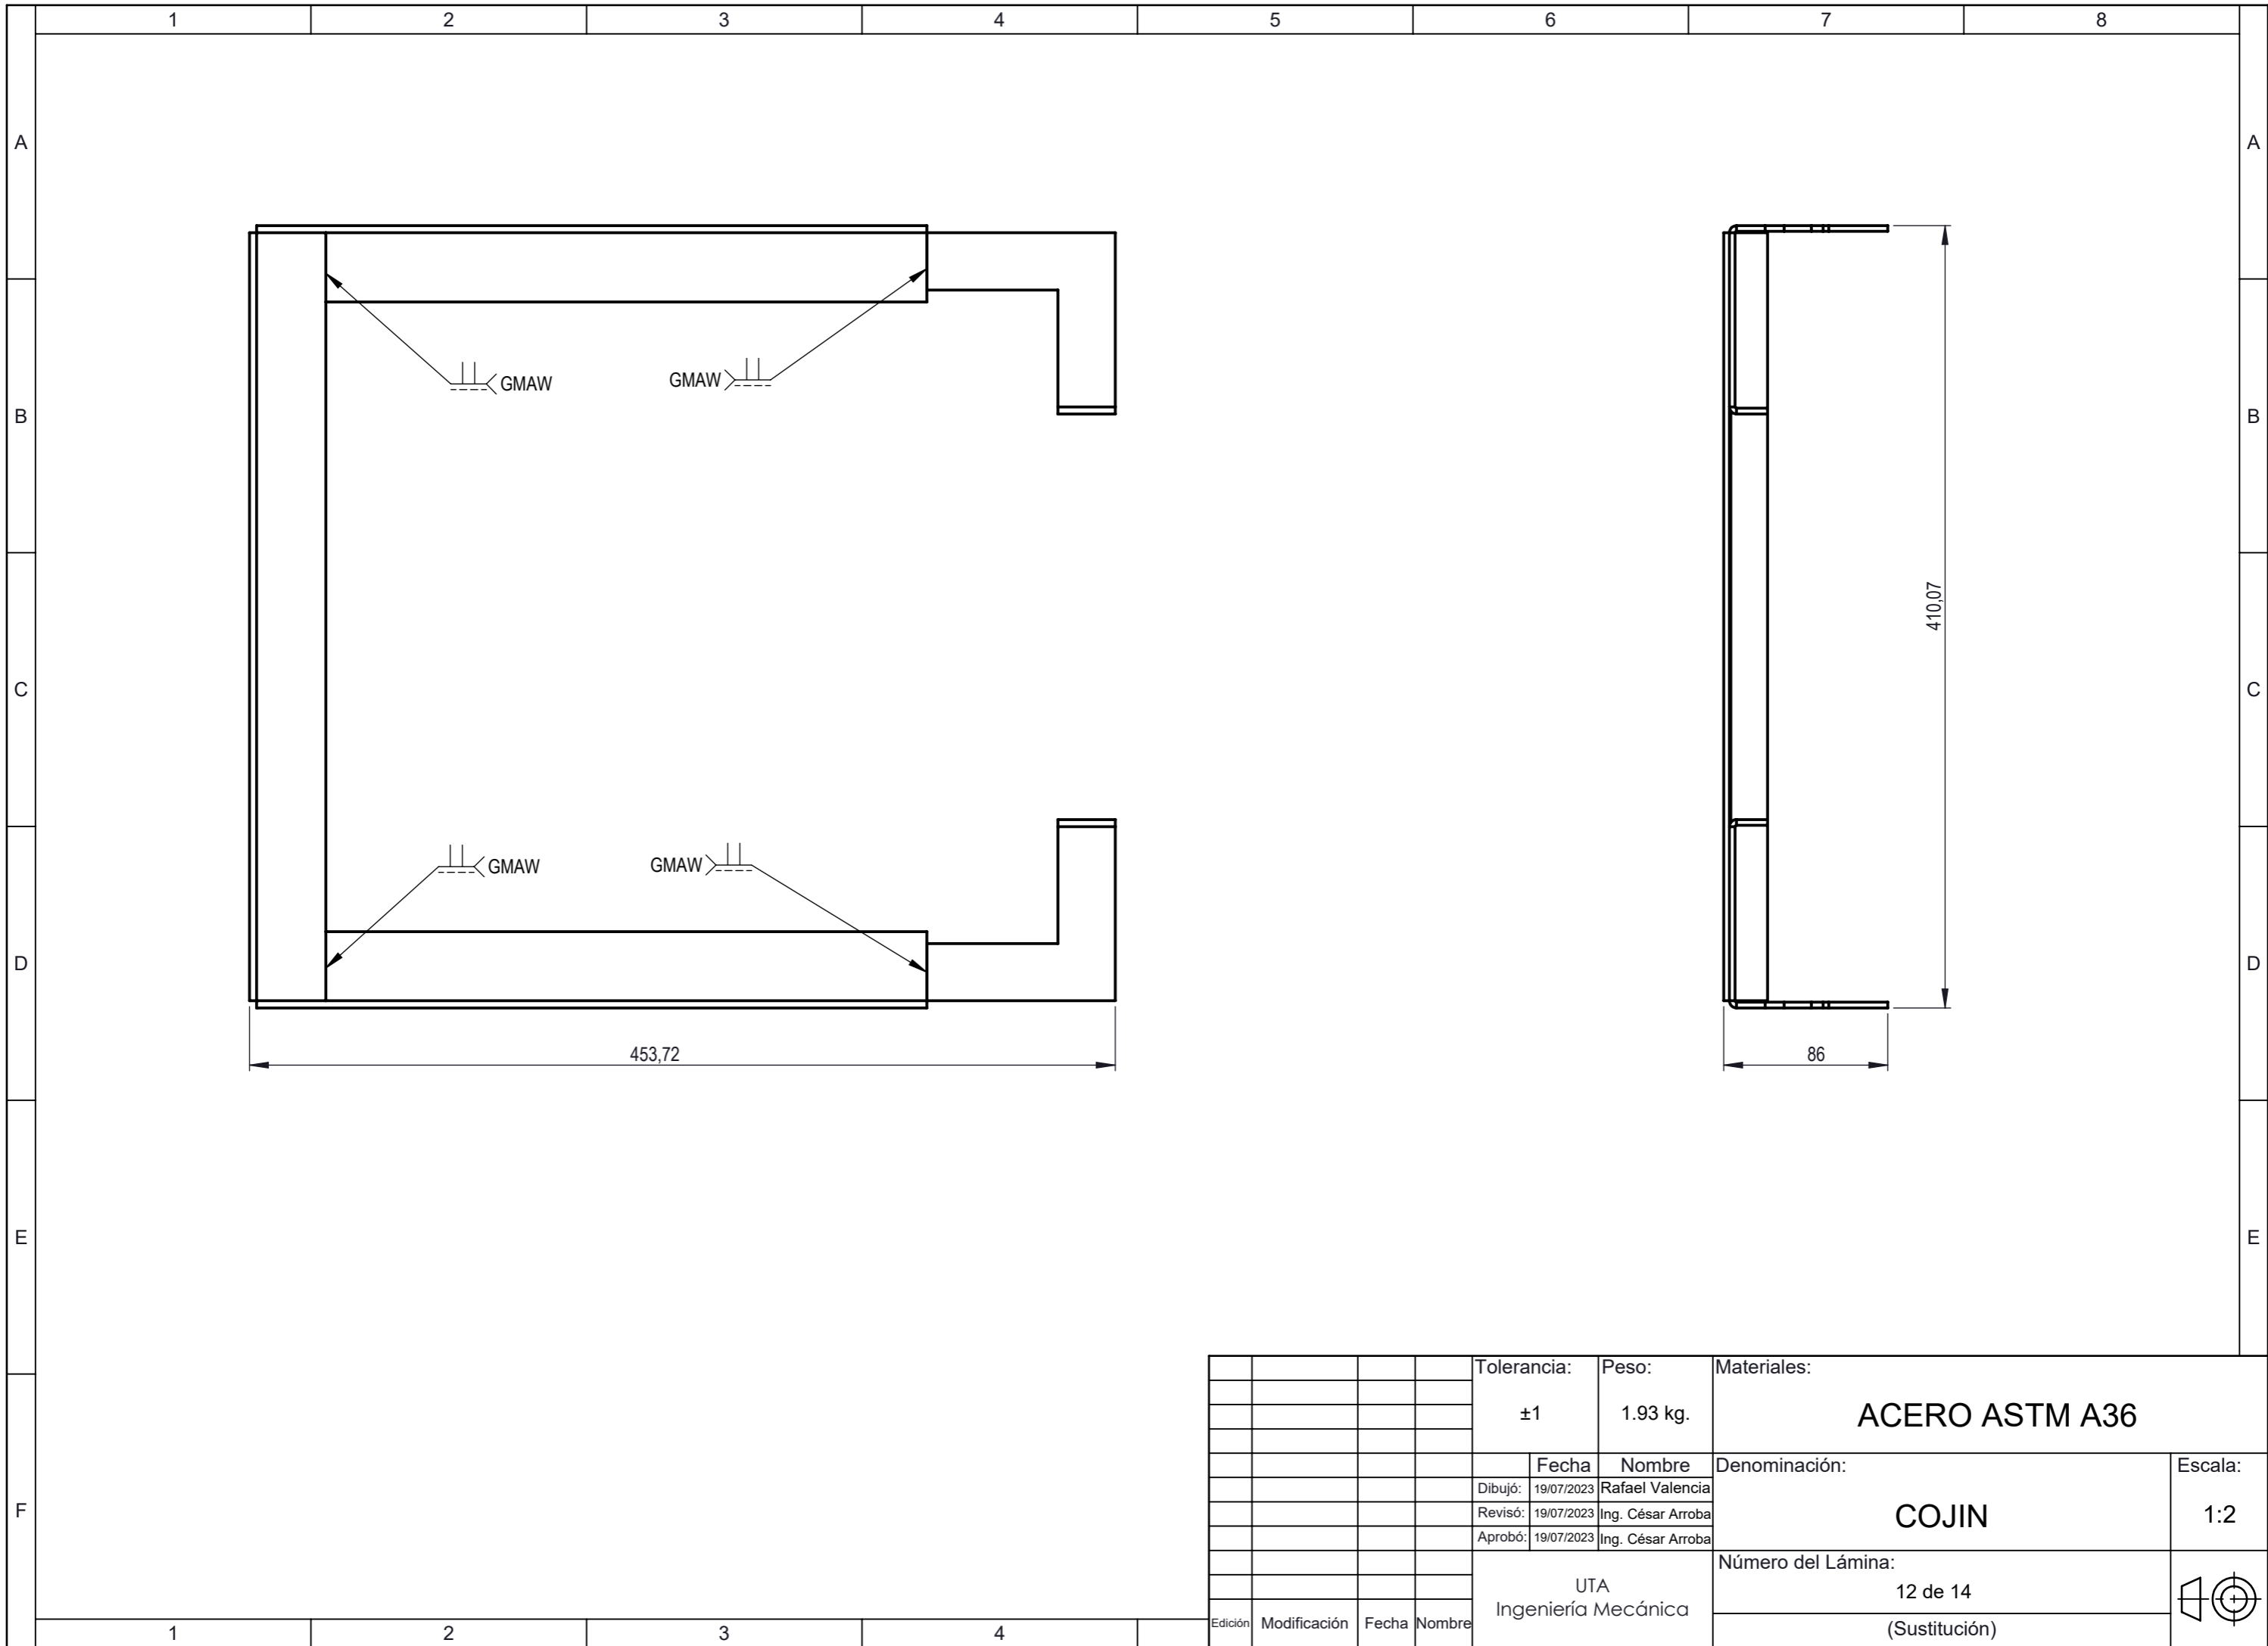 1 2 3 4 5 6 7 8
A A
GMAW GMAW
B B
410,07
C C
GMAW GMAW
D D
453,72 86
E E
Tolerancia: Peso: Materiales:
±1 1.93 kg. ACERO ASTM A36
Fecha Nombre Denominación: Escala:
Dibujó: 19/07/2023 Rafael Valencia
F Revisó: 19/07/2023 Ing. César Arroba COJIN 1:2
Aprobó: 19/07/2023 Ing. César Arroba
Número del Lámina:
UTA 12 de 14
Ingeniería Mecánica
Edición Modificación Fecha Nombre (Sustitución)
1 2 3 4